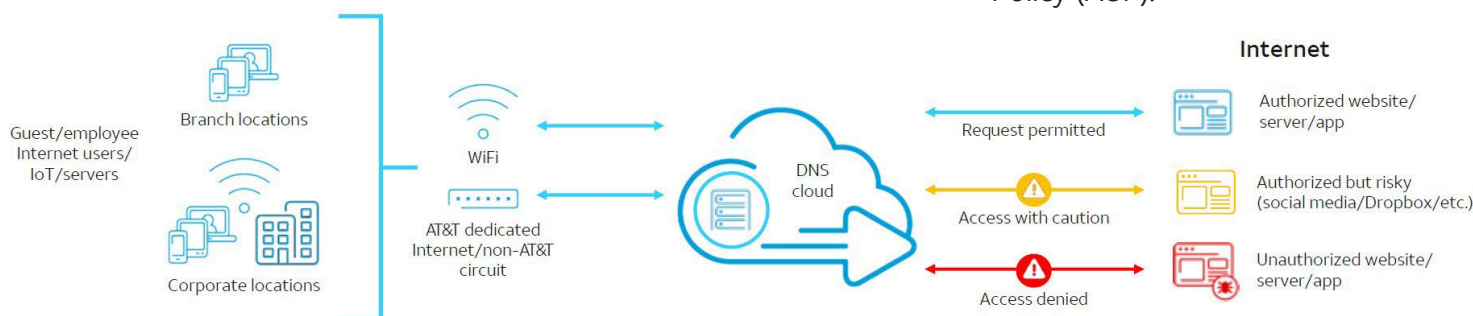 Policy (AUP).
Internet
Guest/employee
Internet users/
IoT/servers
Branch locations
Corporate locations
WiFi
AT&T dedicated
Internet/non-AT&T
circuit
DNS
cloud
Request permitted
Access with caution
Access denied
Authorized website/
server/app
Authorized but risky
(social media/Dropbox/etc.)
Unauthorized website/
server/app